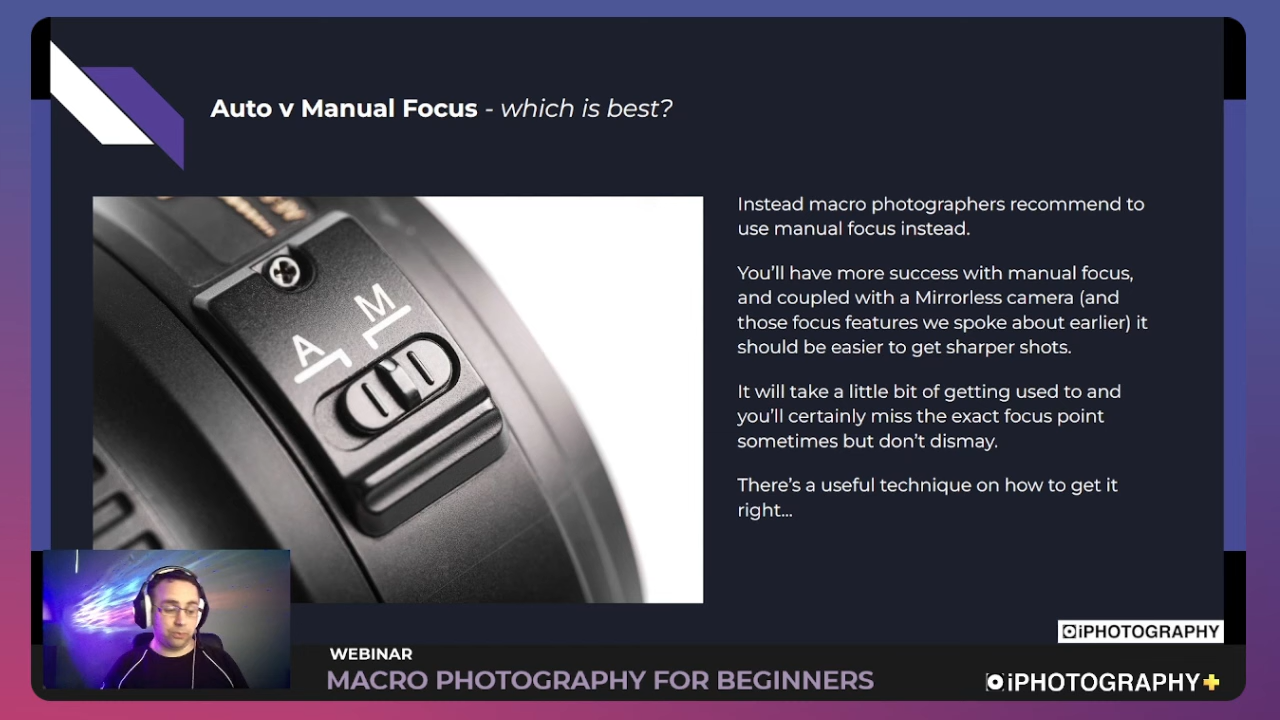 Auto v Manual Focus - which is best?
A
M
Instead macro photographers recommend to
use manual focus instead.
You'll have more success with manual focus,
and coupled with a Mirrorless camera (and
those focus features we spoke about earlier) it
should be easier to get sharper shots.
It will take a little bit of getting used to and
you'll certainly miss the exact focus point
sometimes but don't dismay.
There's a useful technique on how to get it
right...
iPHOTOGRAPHY
WEBINAR
MACRO PHOTOGRAPHY FOR BEGINNERS
iPHOTOGRAPHY+